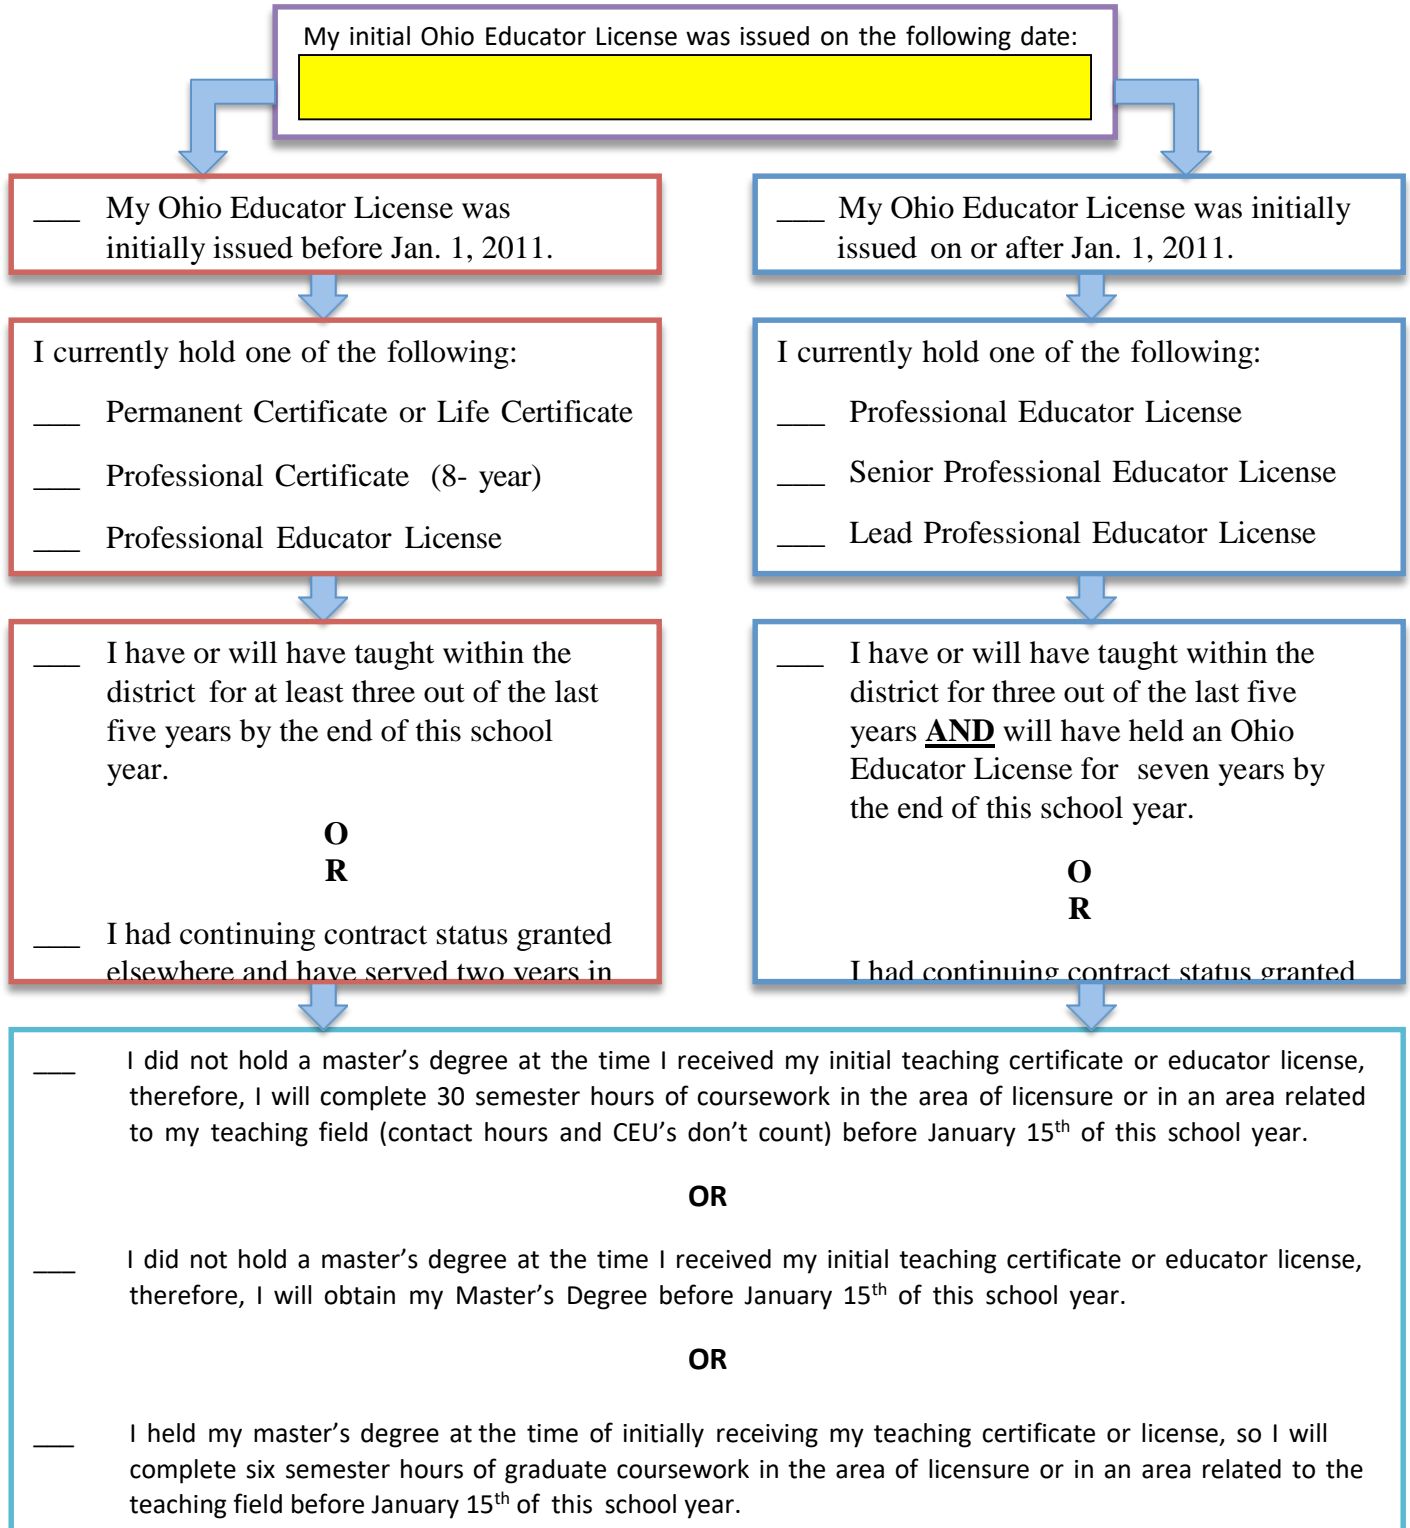 My initial Ohio Educator License was issued on the following date:
___ My Ohio Educator License was
initially issued before Jan. 1, 2011.
I currently hold one of the following:
___ Permanent Certificate or Life Certificate
___ Professional Certificate (8- year)
___ Professional Educator License
___ I have or will have taught within the
district for at least three out of the last
five years by the end of this school
year.
O
R
___ I had continuing contract status granted
elsewhere and have served two years in
___ My Ohio Educator License was initially
issued on or after Jan. 1, 2011.
I currently hold one of the following:
___ Professional Educator License
___ Senior Professional Educator License
___ Lead Professional Educator License
___ I have or will have taught within the
district for three out of the last five
years AND will have held an Ohio
Educator License for seven years by
the end of this school year.
O
R
I had continuing contract status granted
___ I did not hold a master’s degree at the time I received my initial teaching certificate or educator license,
therefore, I will complete 30 semester hours of coursework in the area of licensure or in an area related
to my teaching field (contact hours and CEU’s don’t count) before January 15th of this school year.
OR
___ I did not hold a master’s degree at the time I received my initial teaching certificate or educator license,
therefore, I will obtain my Master’s Degree before January 15th of this school year.
OR
___ I held my master’s degree at the time of initially receiving my teaching certificate or license, so I will
complete six semester hours of graduate coursework in the area of licensure or in an area related to the
teaching field before January 15th of this school year.